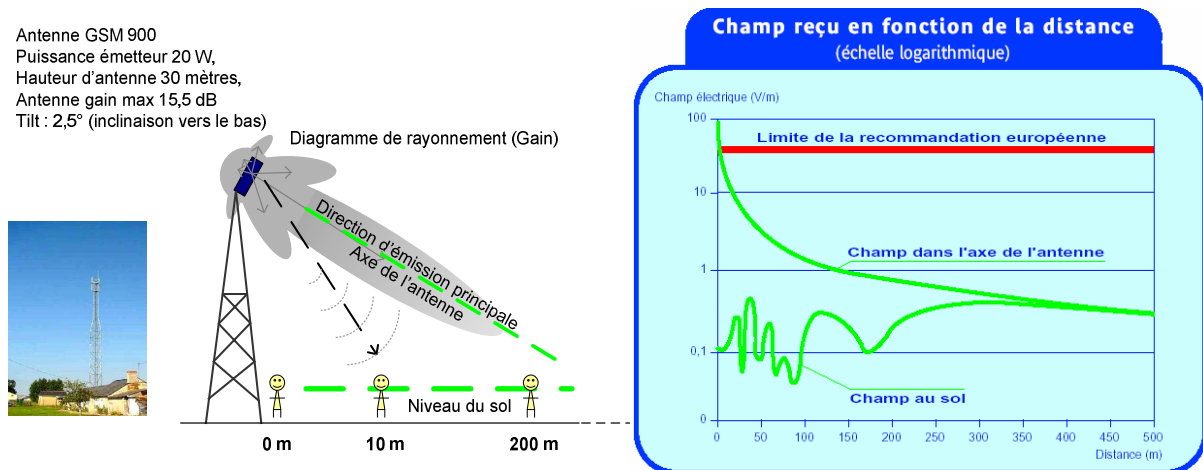 Antenne GSM 900
Puissance émetteur 20 W,
Hauteur d'antenne 30 mètres,
Antenne gain max 15,5 dB
Tilt : 2,5° (inclinaison vers le bas)
Diagramme de rayonnement (Gain)
Direction d'émission principale
Axe de l'antenne
Niveau du sol
0 m
10 m
200 m
Champ reçu en fonction de la distance
(échelle logarithmique)
Champ électrique (V/m)
100
Limite de la recommandation européenne
10
Champ dans l'axe de l'antenne
1
0,1
Champ au sol
0
0 50 100 150 200 250 300 350 400 450 500
Distance (m)